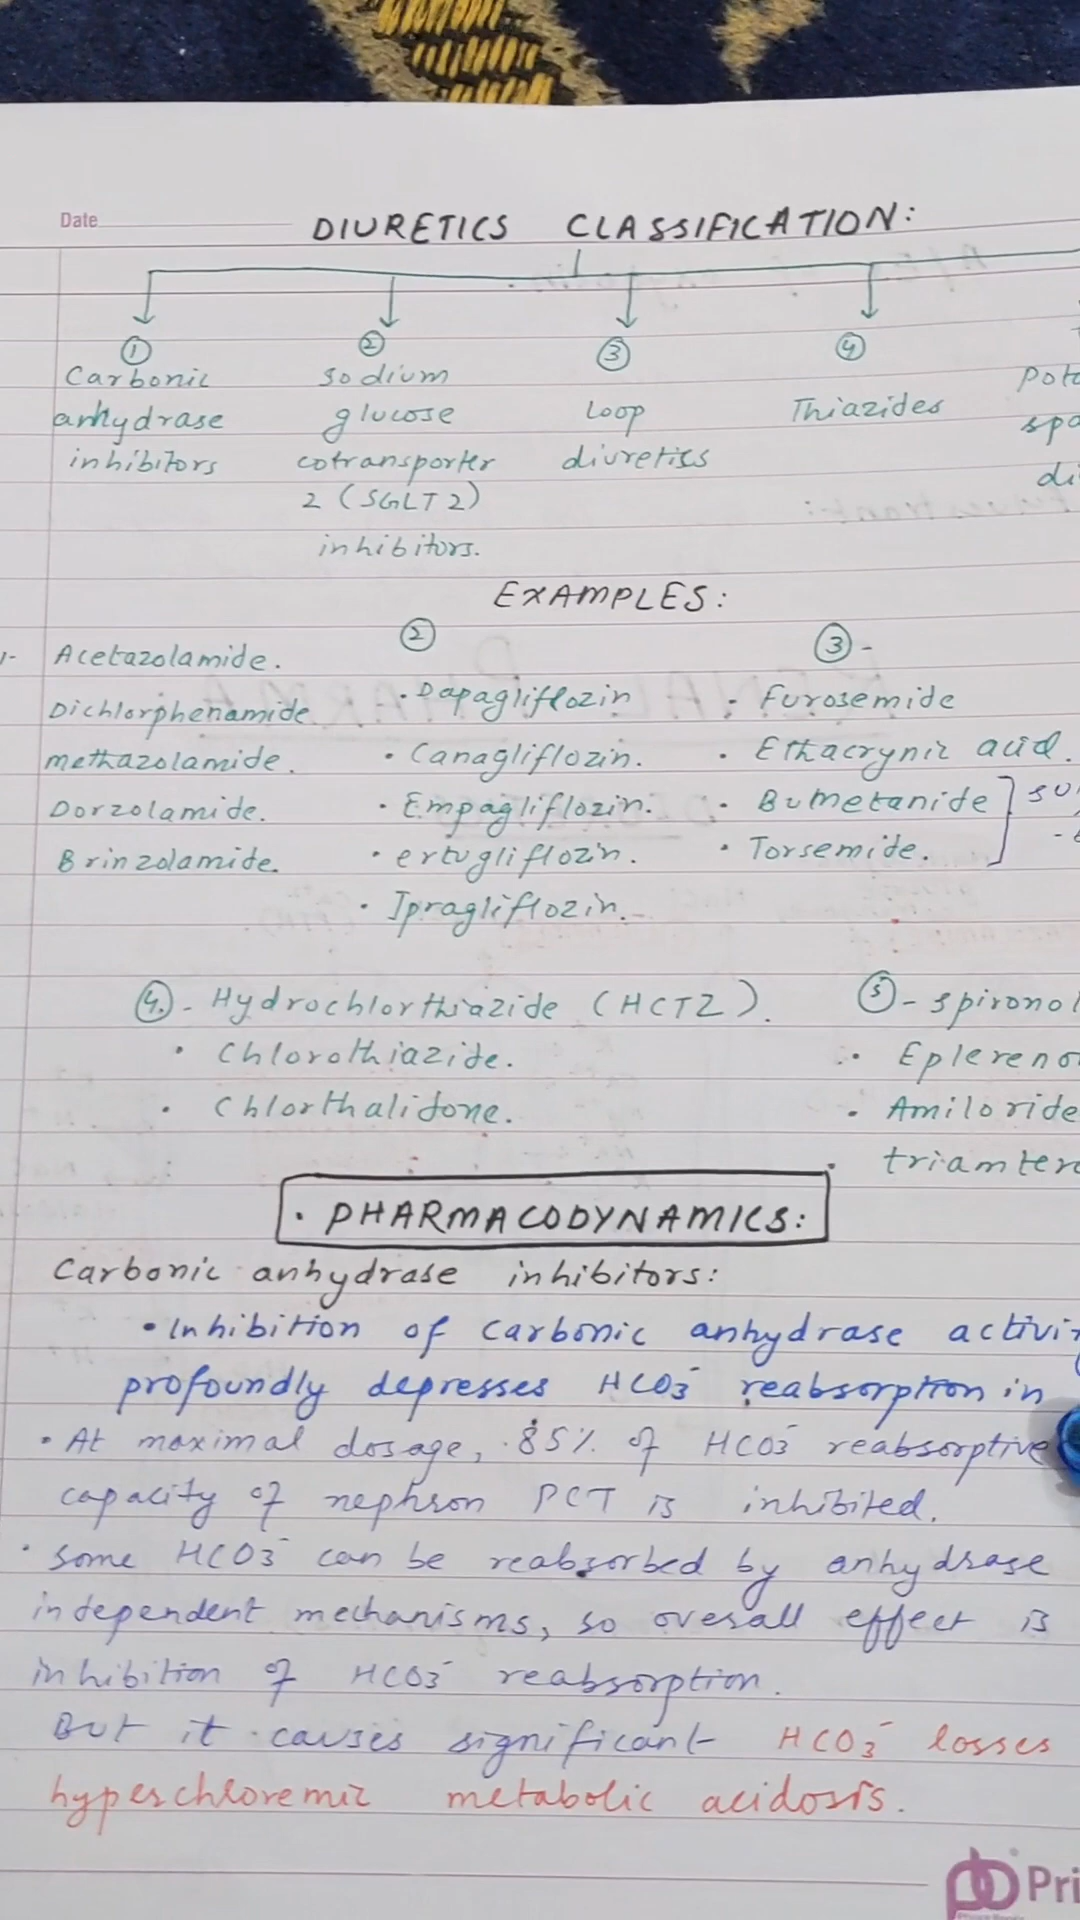 Date
DIURETICS CLASSIFICATION:
① ② ③ ④
Carbonic anhydrase inhibitors
sodium glucose cotransporter 2 (SGLT2) inhibitors.
Loop diuretics
Thiazides
EXAMPLES:
1- Acetazolamide.
Dichlorphenamide
methazolamide.
Dorzolamide.
Brinzolamide.
②
• Dapagliflozin
• Canagliflozin.
• Empagliflozin.
• ertugliflozin.
• Ipragliflozin.
③ -
• Furosemide
• Ethacrynic acid.
• Bumetanide
• Torsemide.
④. - Hydrochlorthiazide (HCTZ).
• Chlorothiazide.
• Chlorthalidone.
⑤ - spironol
• Eplereno
• Amiloride
triamter
• PHARMACODYNAMICS:
Carbonic anhydrase inhibitors:
• Inhibition of carbonic anhydrase activi
profoundly depresses HCO3⁻ reabsorption in
• At maximal dosage, 85% of HCO3⁻ reabsorptive
capacity of nephron PCT is inhibited.
• Some HCO3⁻ can be reabsorbed by anhydrase
independent mechanisms, so overall effect is
inhibition of HCO3⁻ reabsorption.
But it causes significant HCO3⁻ losses
hyperchloremic metabolic acidosis.
Pri